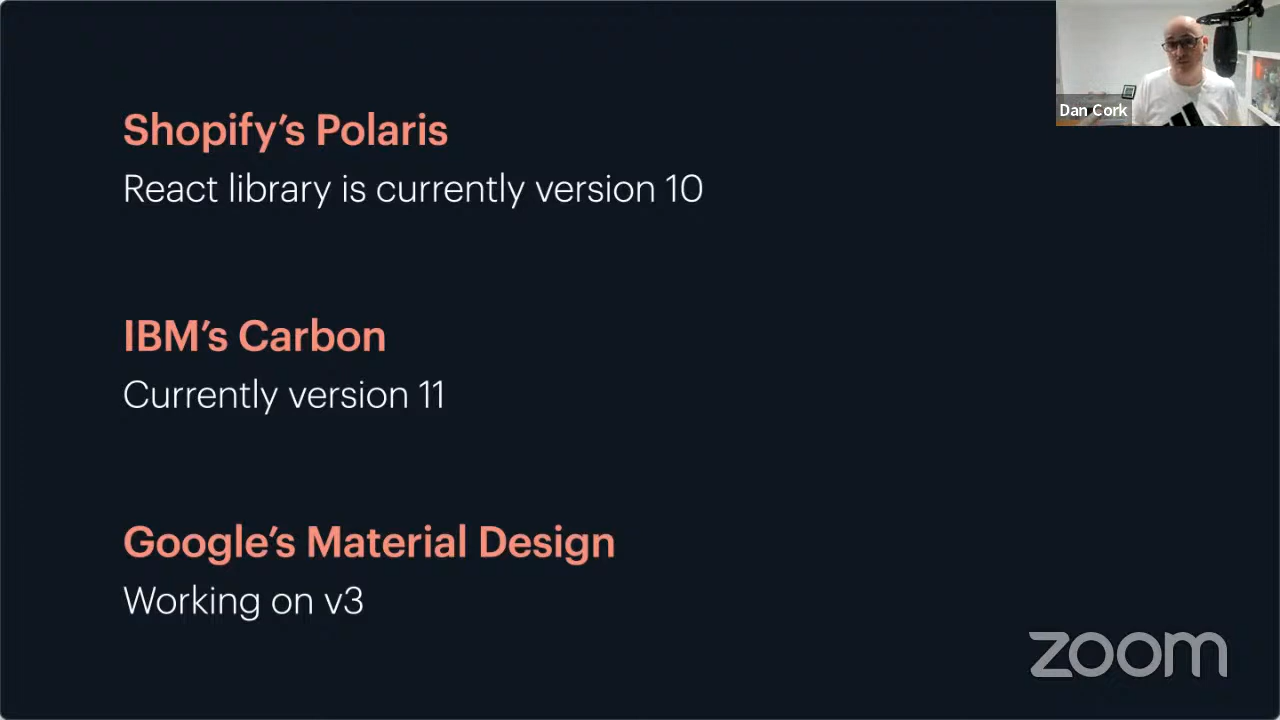 Shopify’s Polaris
React library is currently version 10
IBM’s Carbon
Currently version 11
Google’s Material Design
Working on v3
Dan Cork
zoom